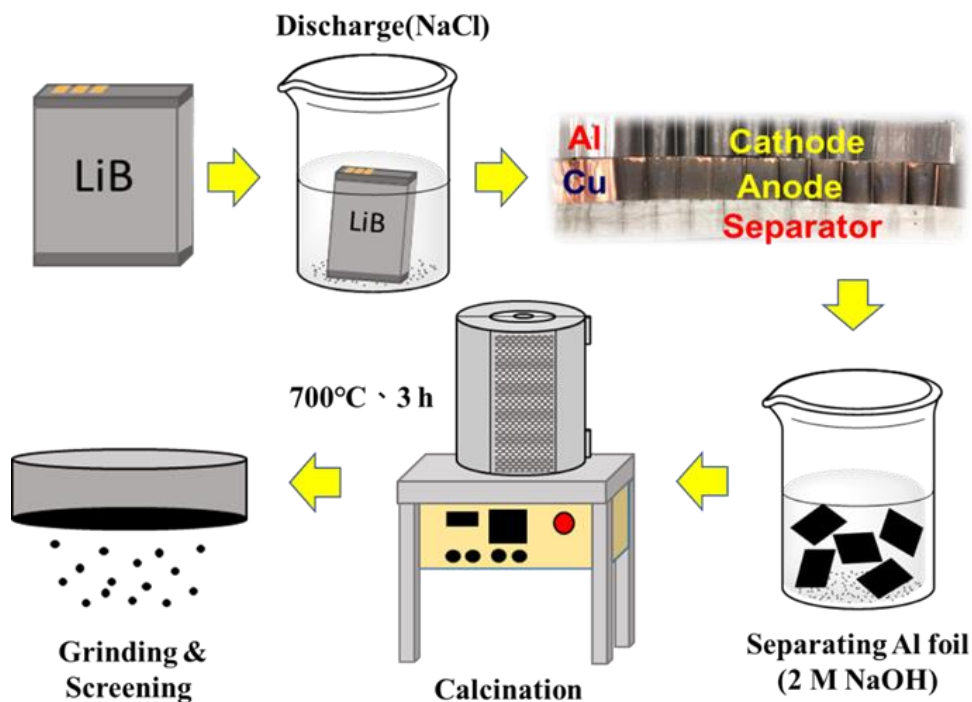 Discharge(NaCl)
LiB
LiB
Al
Cathode
Cu
Anode
Separator
700°C、3 h
Grinding &
Screening
Calcination
Separating Al foil
(2 M NaOH)